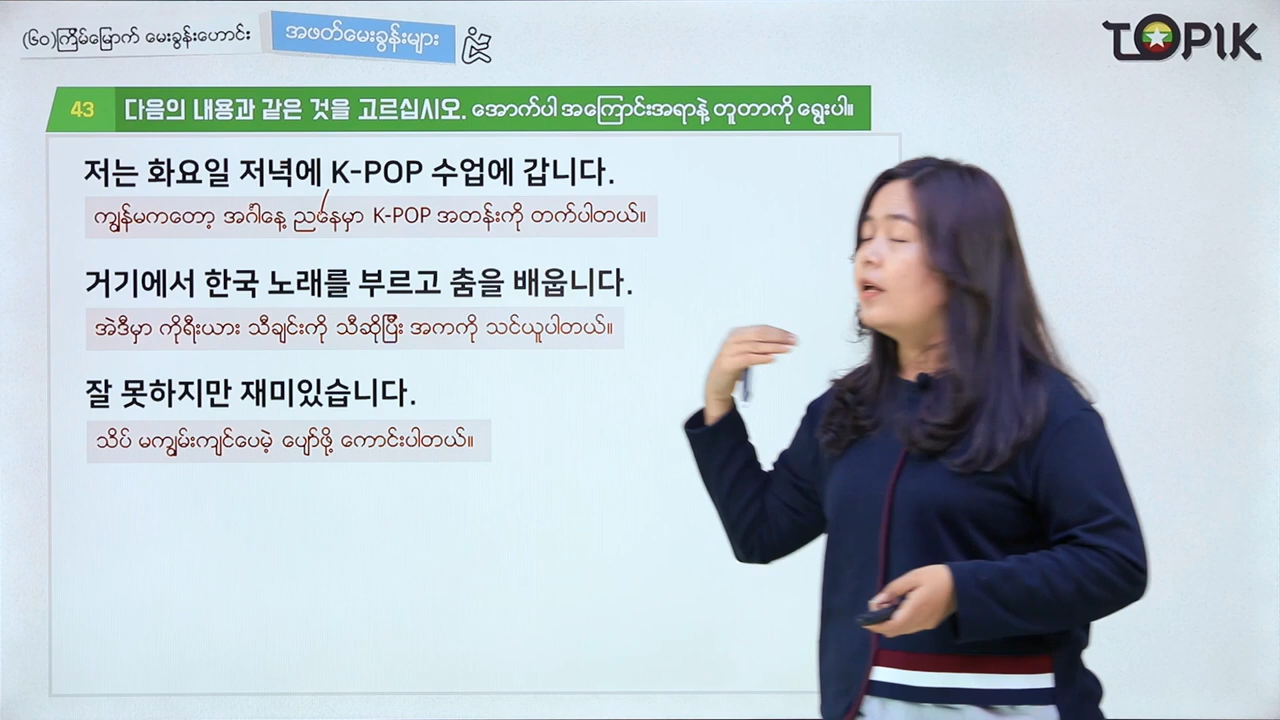 (၆၀)ကြိမ်မြောက် မေးခွန်းဟောင်း
အဖတ်မေးခွန်းများ
TOPIK
43 다음의 내용과 같은 것을 고르십시오. အောက်ပါ အကြောင်းအရာနဲ့ တူတာကို ရွေးပါ။
저는 화요일 저녁에 K-POP 수업에 갑니다.
ကျွန်မကတော့ အင်္ဂါနေ့ ညနေမှာ K-POP အတန်းကို တက်ပါတယ်။
거기에서 한국 노래를 부르고 춤을 배웁니다.
အဲဒီမှာ ကိုရီးယား သီချင်းကို သီဆိုပြီး အကကို သင်ယူပါတယ်။
잘 못하지만 재미있습니다.
သိပ် မကျွမ်းကျင်ပေမဲ့ ပျော်ဖို့ ကောင်းပါတယ်။